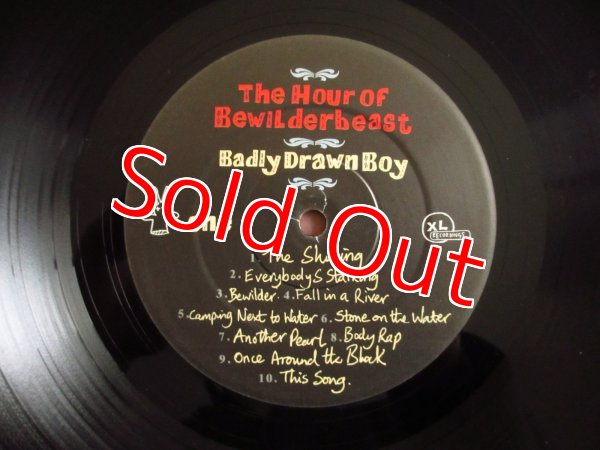 The Hour of
Bewilderbeast
Badly Drawn Boy
Sold Out
XL
RECORDINGS
1. The Shining
2. Everybodys Stalking
3. Bewilder. 4. Fall in a River
5. Camping Next to Water 6. Stone on the Water
7. Another Pearl 8. Body Rap
9. Once Around the Block
10. This Song.